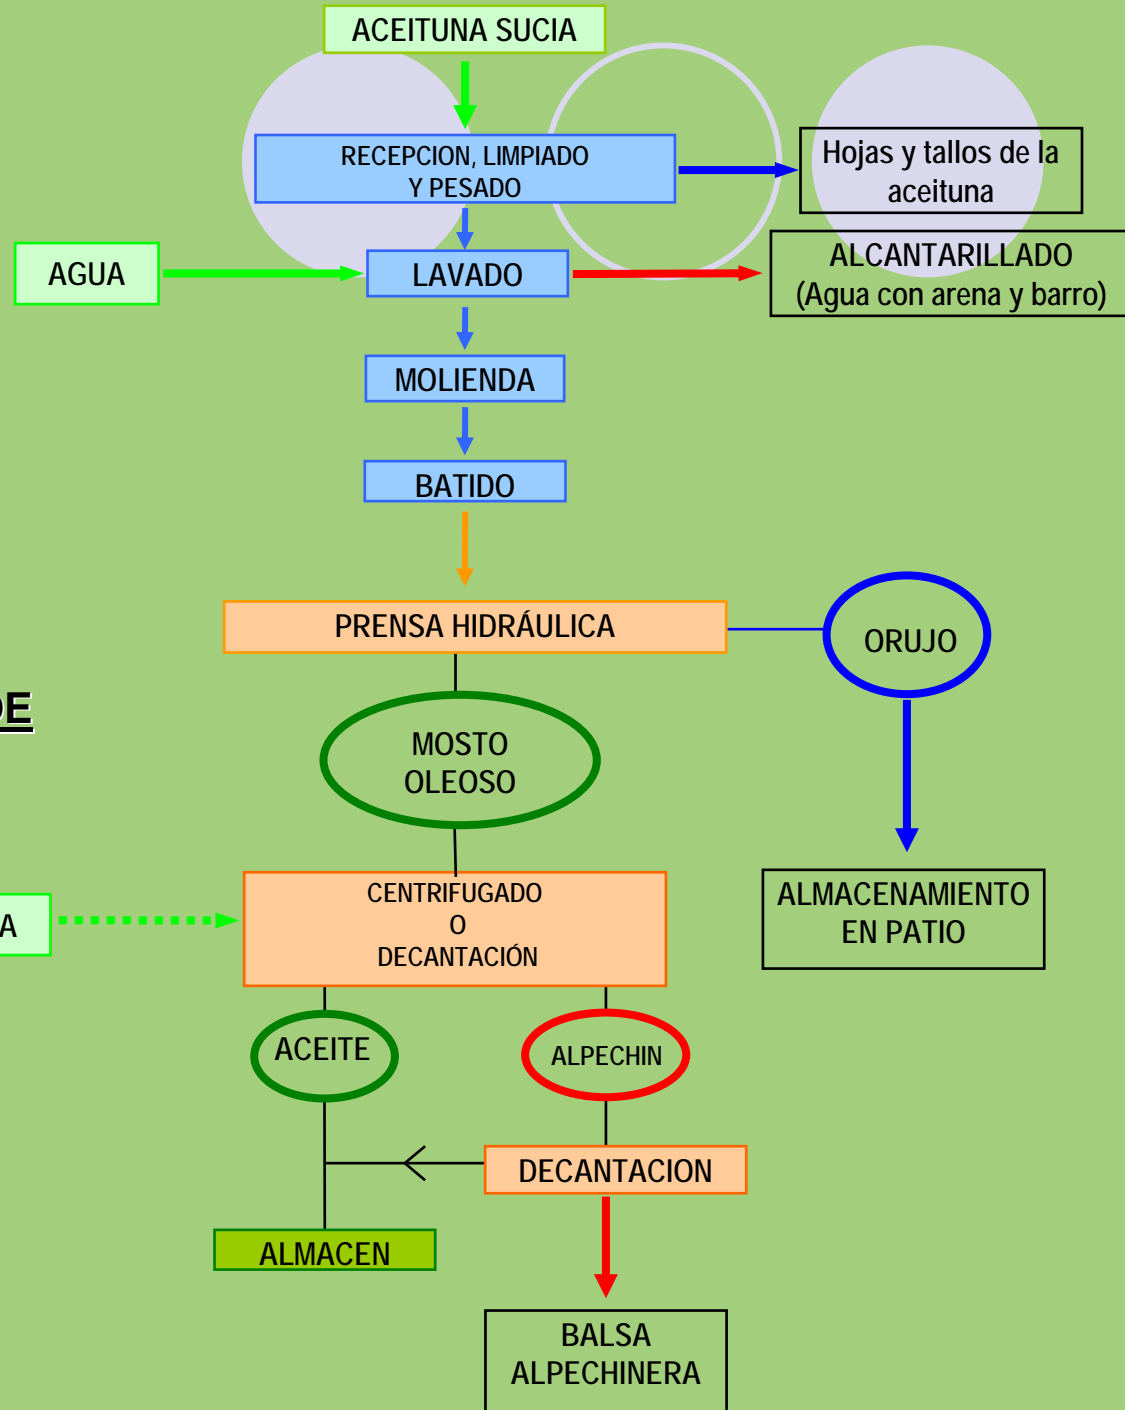 ACEITUNA SUCIA
RECEPCION, LIMPIADO
Y PESADO
Hojas y tallos de la
aceituna
AGUA
LAVADO
ALCANTARILLADO
(Agua con arena y barro)
MOLIENDA
BATIDO
PRENSA HIDRÁULICA
ORUJO
DE
MOSTO
OLEOSO
CENTRIFUGADO
O
DECANTACIÓN
A
ALMACENAMIENTO
EN PATIO
ACEITE
ALPECHIN
DECANTACION
ALMACEN
BALSA
ALPECHINERA